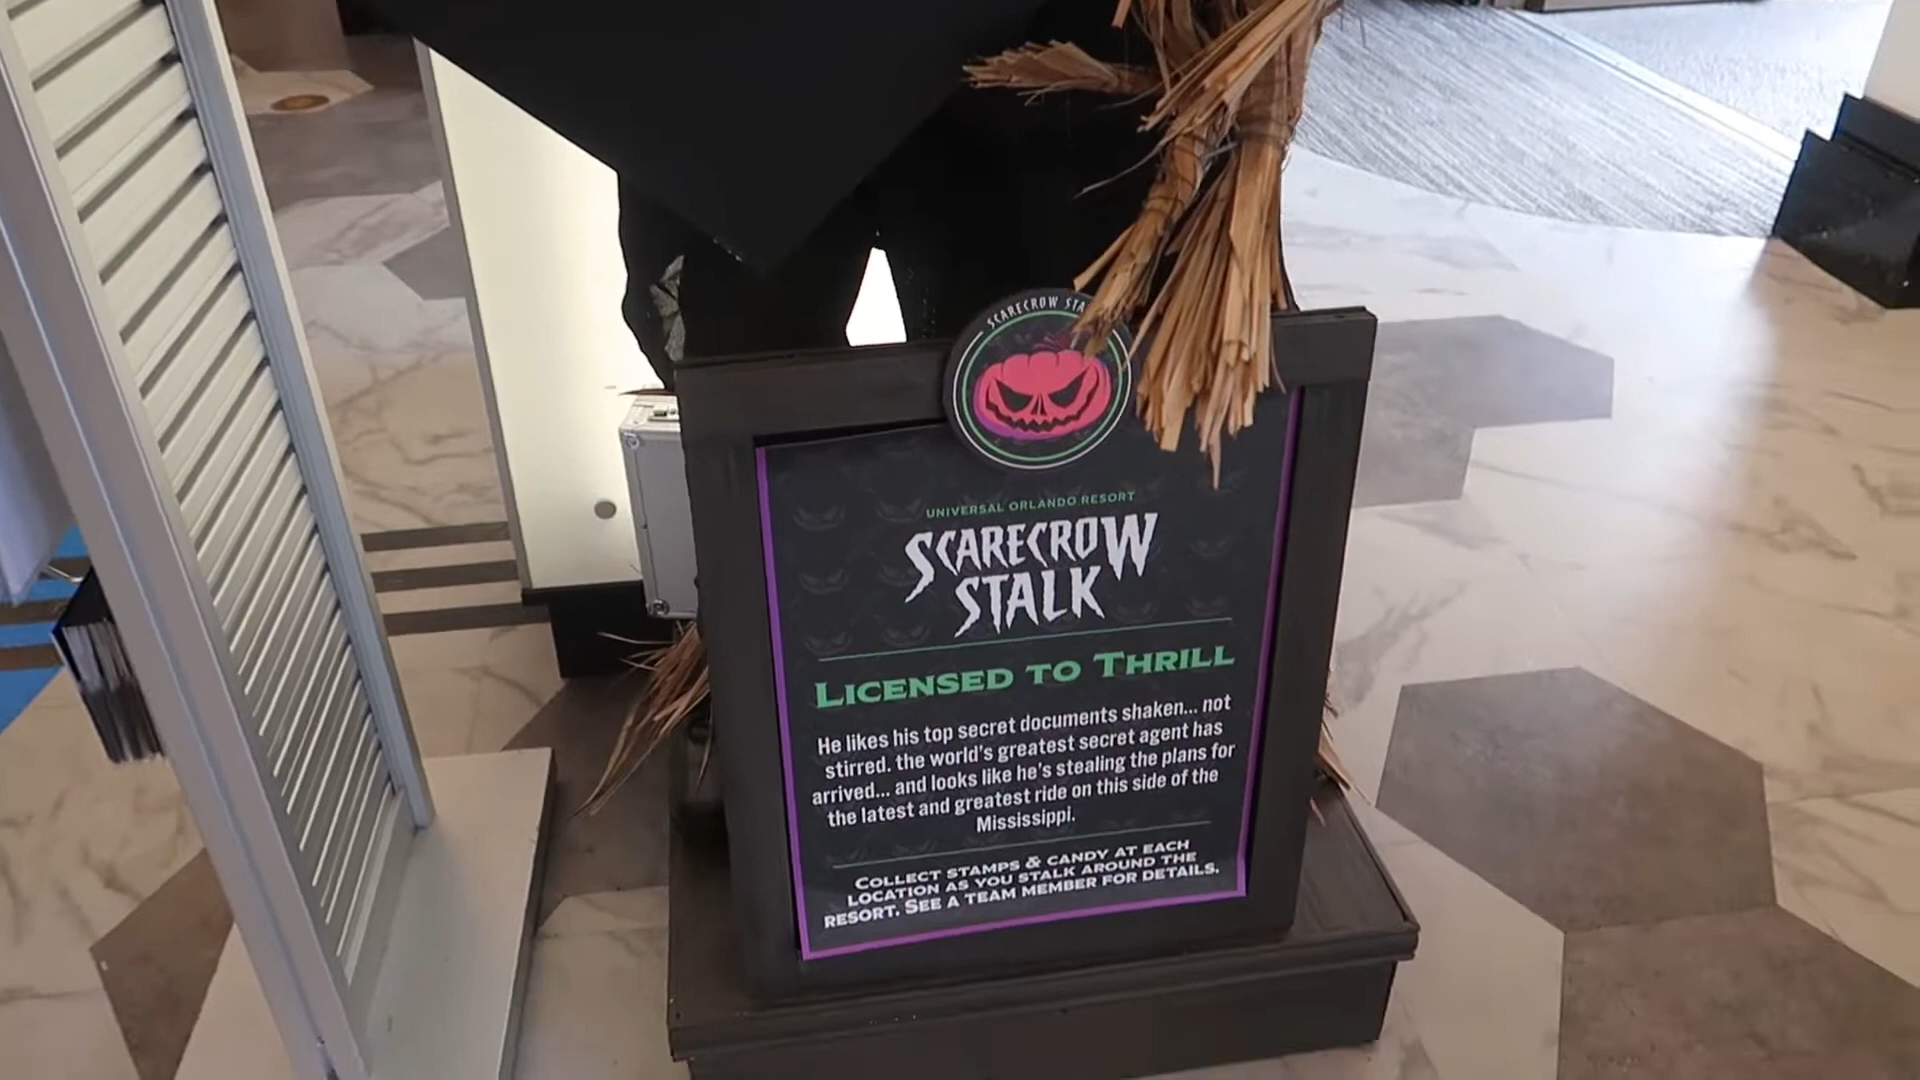 SCARECROW
UNIVERSAL ORLANDO RESORT
SCARECROW
STALK
LICENSED TO THRILL
He likes his top secret documents shaken... not
stirred. the world's greatest secret agent has
arrived... and looks like he's stealing the plans for
the latest and greatest ride on this side of the
Mississippi.
COLLECT STAMPS & CANDY AT EACH
LOCATION AS YOU STALK AROUND THE
RESORT. SEE A TEAM MEMBER FOR DETAILS.